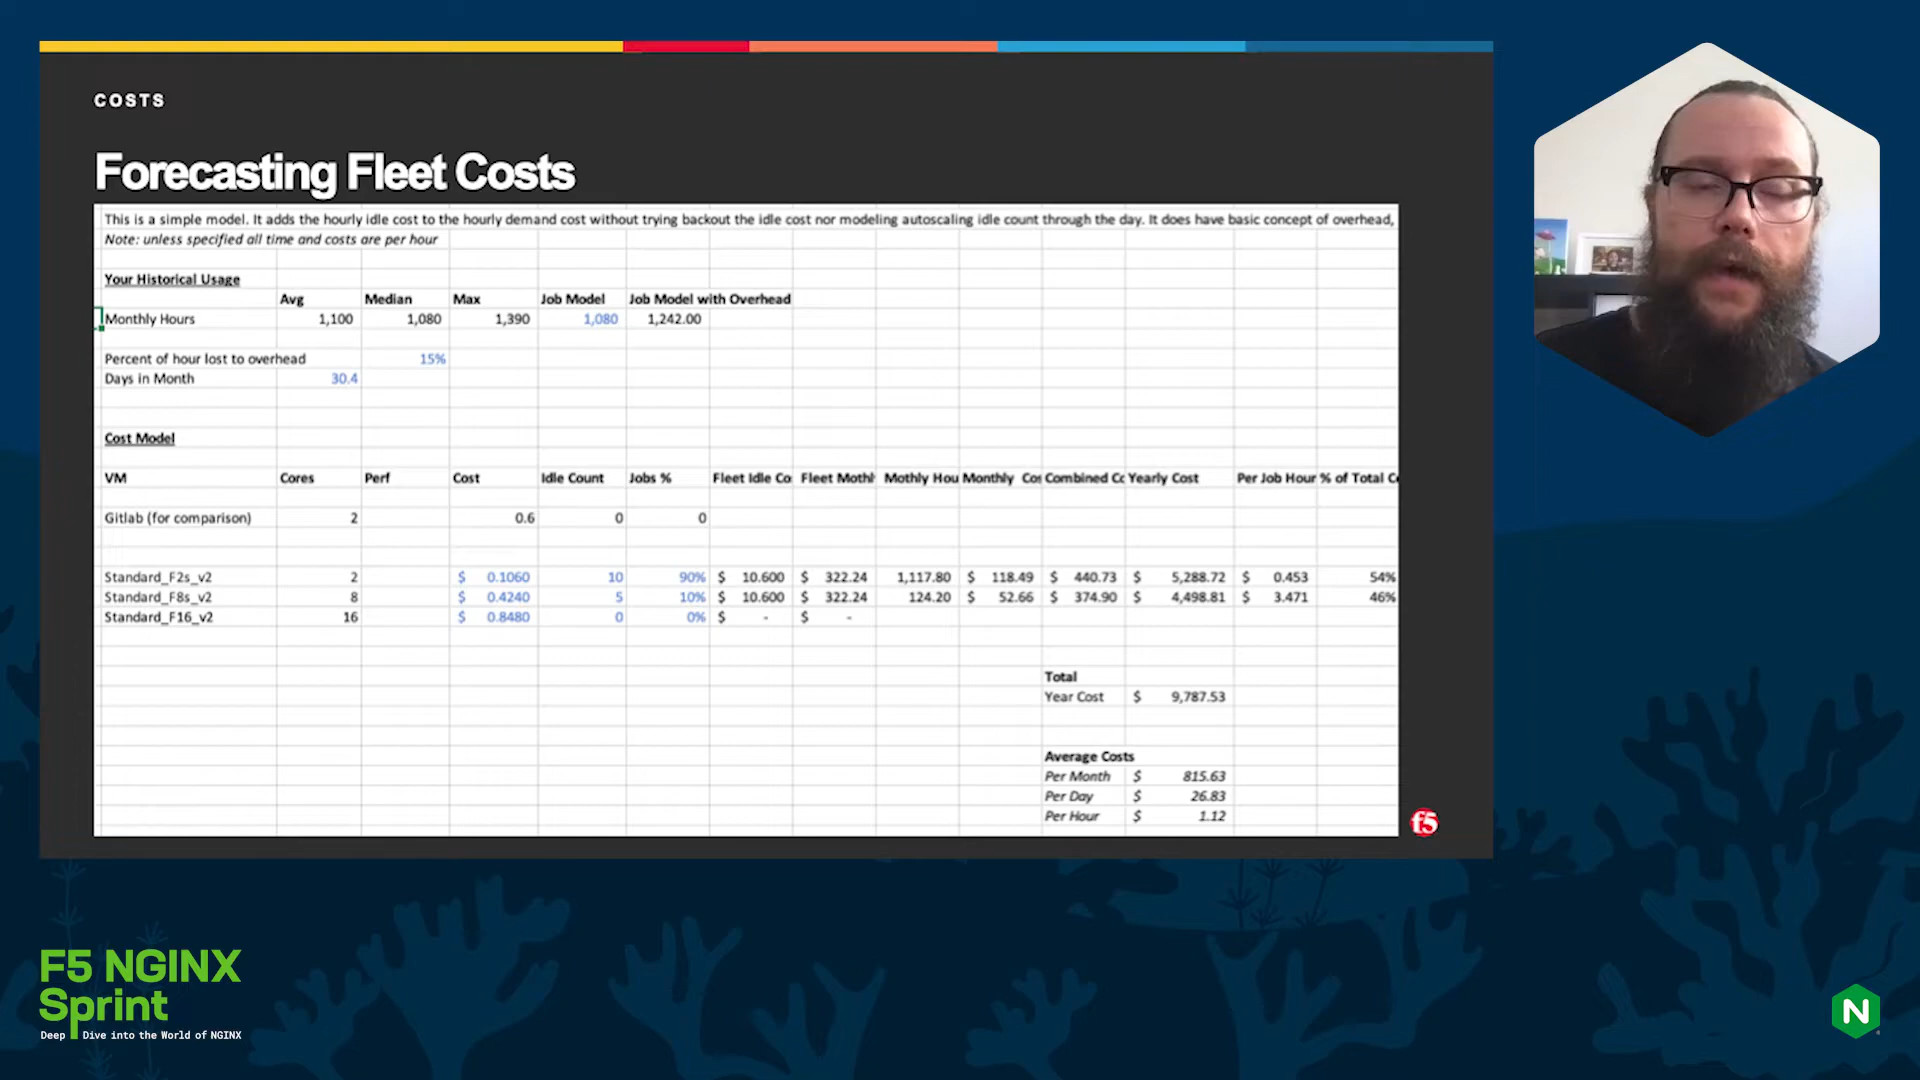 COSTS
Forecasting Fleet Costs
This is a simple model. It adds the hourly idle cost to the hourly demand cost without trying backout the idle cost nor modeling autoscaling idle count through the day. It does have basic concept of overhead,
Note: unless specified all time and costs are per hour
Your Historical Usage
Avg Median Max Job Model Job Model with Overhead
Monthly Hours 1,100 1,080 1,390 1,080 1,242.00
Percent of hour lost to overhead 15%
Days in Month 30.4
Cost Model
VM Cores Perf Cost Idle Count Jobs % Fleet Idle Co Fleet Mothl Mothly Hou Monthly Cos Combined Cc Yearly Cost Per Job Hour % of Total Co
Gitlab (for comparison) 2 0.6 0 0
Standard_F2s_v2 2 $ 0.1060 10 90% $ 10.600 $ 322.24 1,117.80 $ 118.49 $ 440.73 $ 5,288.72 $ 0.453 54%
Standard_F8s_v2 8 $ 0.4240 5 10% $ 10.600 $ 322.24 124.20 $ 52.66 $ 374.90 $ 4,498.81 $ 3.471 46%
Standard_F16_v2 16 $ 0.8480 0 0% $ - $ -
Total
Year Cost $ 9,787.53
Average Costs
Per Month $ 815.63
Per Day $ 26.83
Per Hour $ 1.12
f5
F5 NGINX
Sprint
Deep Dive into the World of NGINX
N